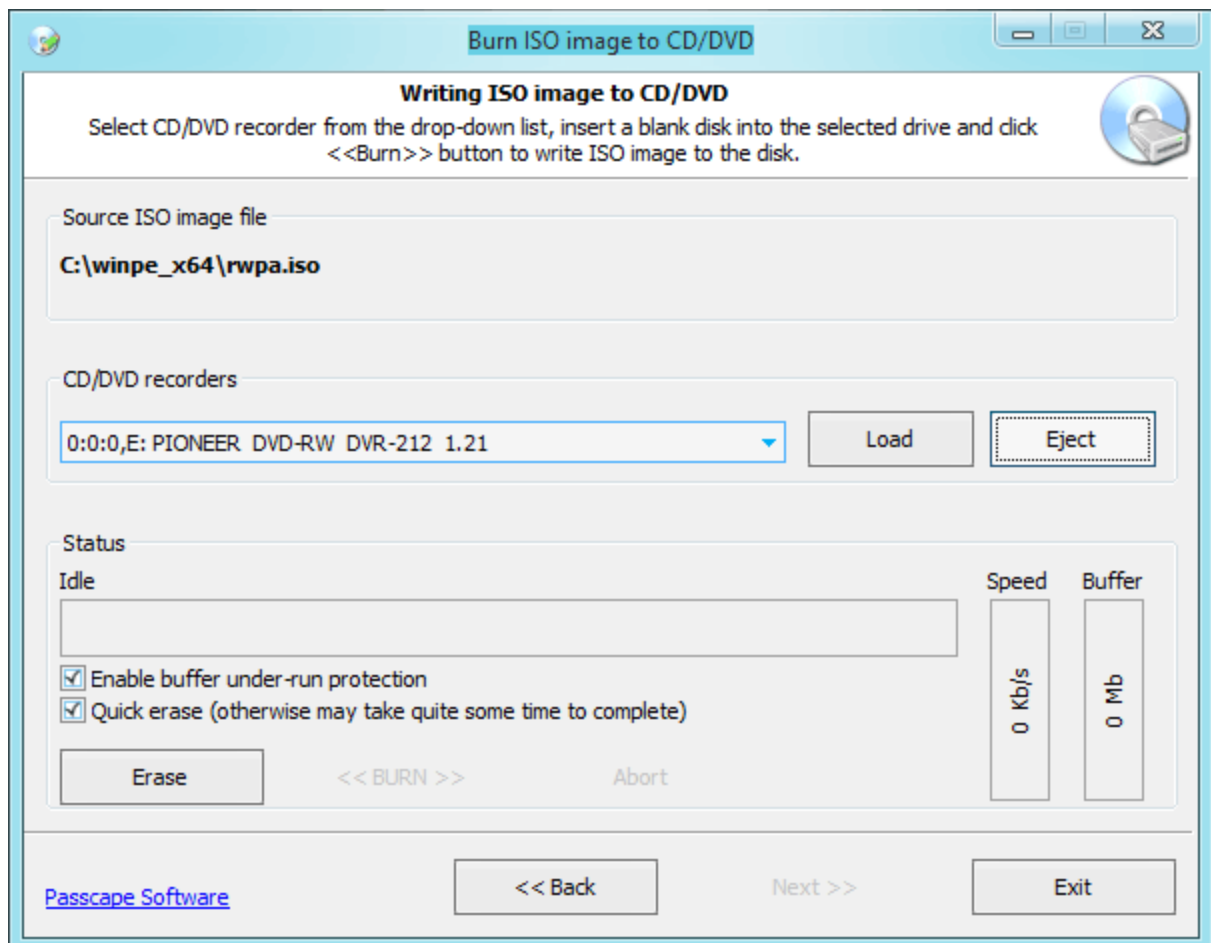 Burn ISO image to CD/DVD
Writing ISO image to CD/DVD
Select CD/DVD recorder from the drop-down list, insert a blank disk into the selected drive and click
<<Burn>> button to write ISO image to the disk.
Source ISO image file
C:\winpe_x64\rwpa.iso
CD/DVD recorders
0:0:0,E: PIONEER  DVD-RW  DVR-212  1.21
Load
Eject
Status
Idle
Speed
Buffer
0 Kb/s
0 Mb
Enable buffer under-run protection
Quick erase (otherwise may take quite some time to complete)
Erase
<< BURN >>
Abort
Passcape Software
<< Back
Next >>
Exit